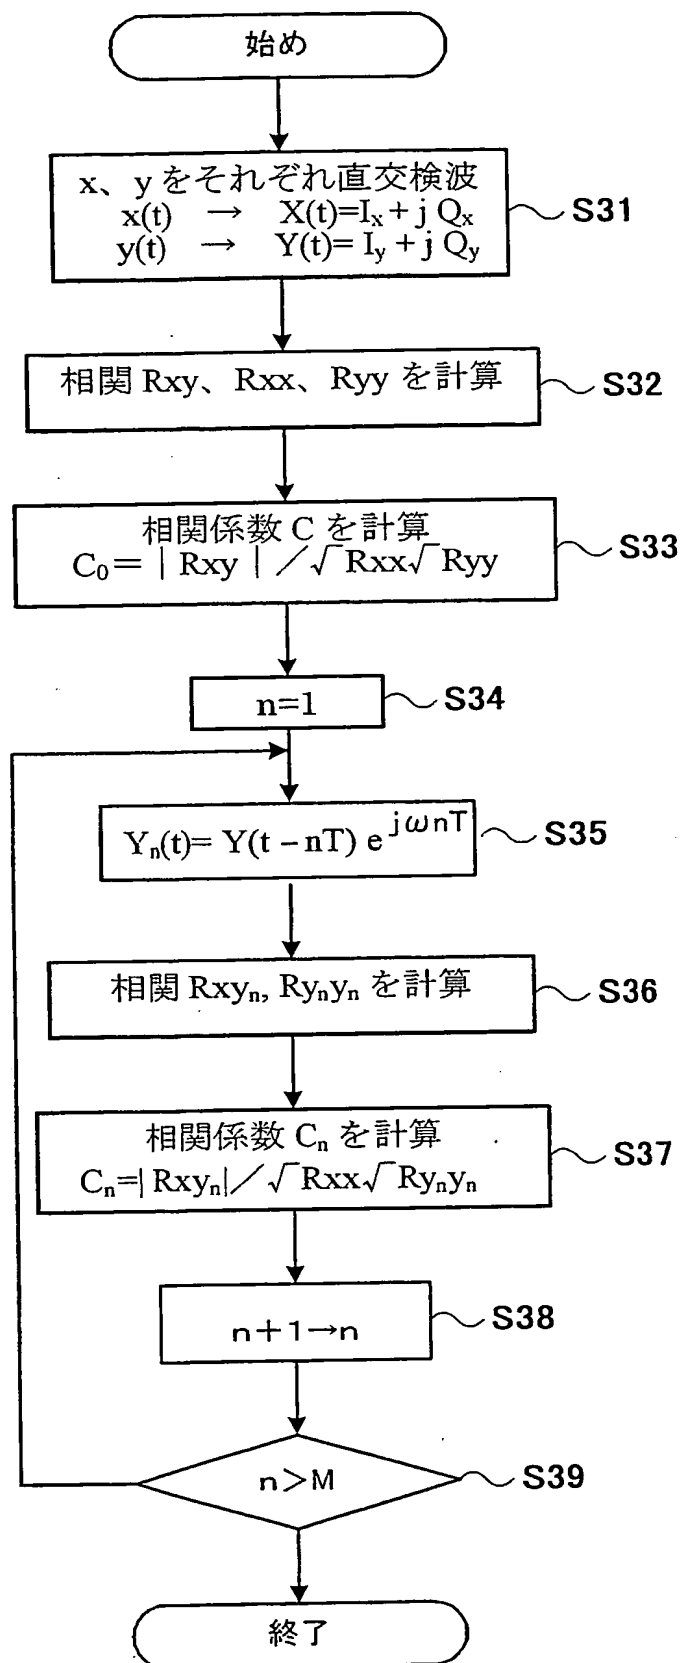 始め
x、y をそれぞれ直交検波
x(t) → X(t)=Iₓ + j Qₓ
y(t) → Y(t)= I_y + j Q_y
S31
相関 Rxy、Rxx、Ryy を計算
S32
相関係数 C を計算
C₀＝｜Rxy｜／√Rxx√Ryy
S33
n=1
S34
Yₙ(t)= Y(t − nT) e^{jωnT}
S35
相関 Rxyₙ, Ryₙyₙ を計算
S36
相関係数 Cₙ を計算
Cₙ=|Rxyₙ|／√Rxx√Ryₙyₙ
S37
n＋1→n
S38
n＞M
S39
終了